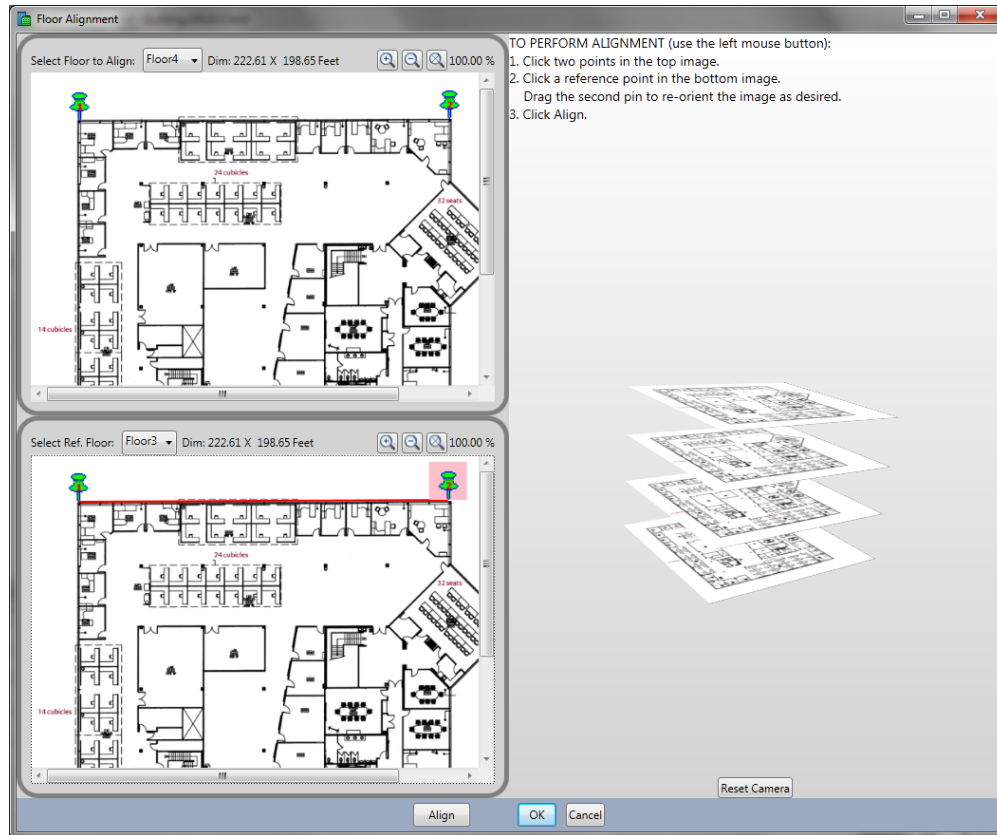 Floor Alignment
Select Floor to Align: Floor4 Dim: 222.61 X 198.65 Feet 100.00 %
24 cubicles
32 seats
14 cubicles
Select Ref. Floor: Floor3 Dim: 222.61 X 198.65 Feet 100.00 %
24 cubicles
32 seats
14 cubicles
TO PERFORM ALIGNMENT (use the left mouse button):
1. Click two points in the top image.
2. Click a reference point in the bottom image.
Drag the second pin to re-orient the image as desired.
3. Click Align.
Reset Camera
Align OK Cancel